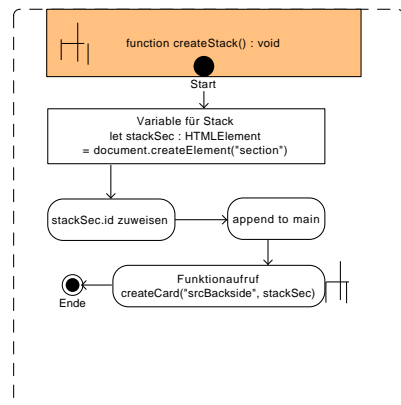 function createStack() : void
Start
Variable für Stack
let stackSec : HTMLElement
= document.createElement("section")
stackSec.id zuweisen
append to main
Funktionaufruf
createCard("srcBackside", stackSec)
Ende